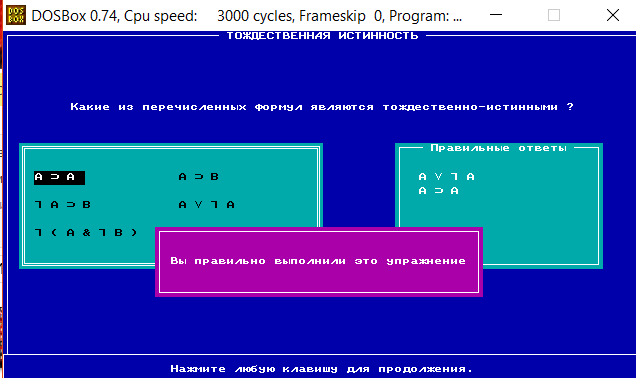 DOSBox 0.74, Cpu speed: 3000 cycles, Frameskip 0, Program: ...
ТОЖДЕСТВЕННАЯ ИСТИННОСТЬ
Какие из перечисленных формул являются тождественно-истинными ?
A ⊃ A A ⊃ B
ꓶ A ⊃ B A ∨ ꓶ A
ꓶ ( A & ꓶ B )
Правильные ответы
A ∨ ꓶ A
A ⊃ A
Вы правильно выполнили это упражнение
Нажмите любую клавишу для продолжения.